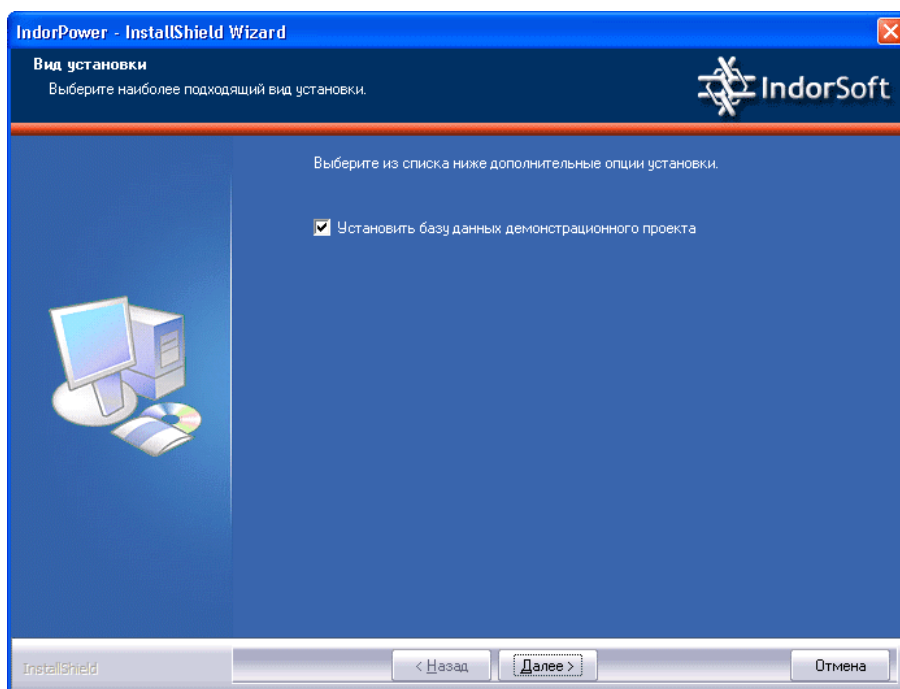 IndorPower - InstallShield Wizard
Вид установки
Выберите наиболее подходящий вид установки.
IndorSoft
Выберите из списка ниже дополнительные опции установки.
Установить базу данных демонстрационного проекта
InstallShield
< Назад
Далее >
Отмена